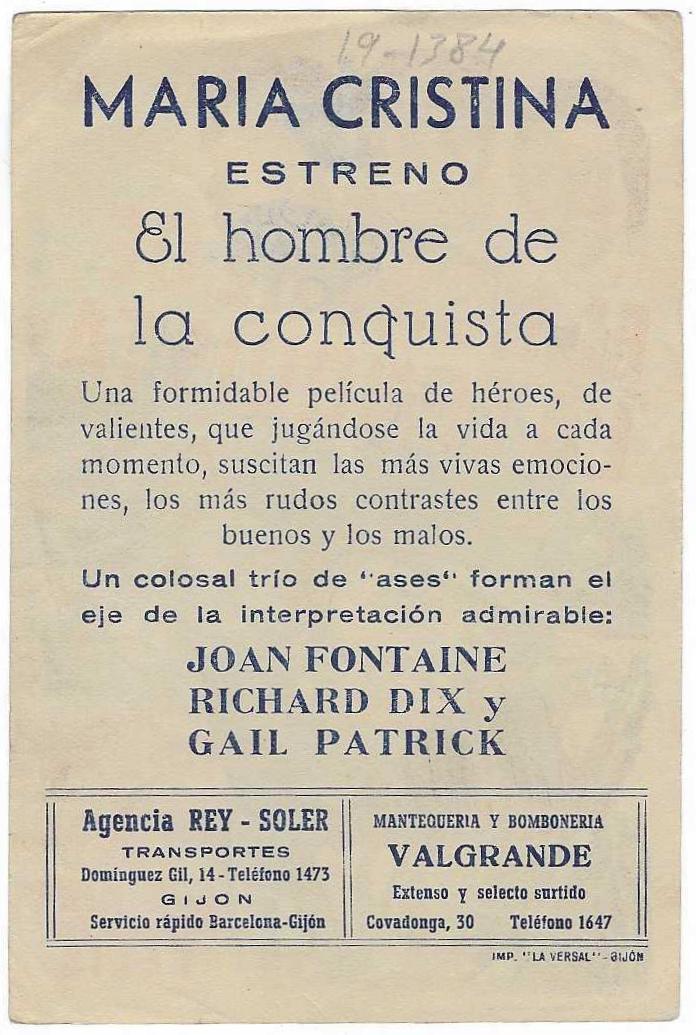 19-1384
MARIA CRISTINA
ESTRENO
El hombre de
la conquista
Una formidable película de héroes, de
valientes, que jugándose la vida a cada
momento, suscitan las más vivas emocio-
nes, los más rudos contrastes entre los
buenos y los malos.
Un colosal trío de "ases" forman el
eje de la interpretación admirable:
JOAN FONTAINE
RICHARD DIX y
GAIL PATRICK
Agencia REY - SOLER
TRANSPORTES
Domínguez Gil, 14 - Teléfono 1473
GIJON
Servicio rápido Barcelona-Gijón
MANTEQUERIA Y BOMBONERIA
VALGRANDE
Extenso y selecto surtido
Covadonga, 30 Teléfono 1647
IMP. "LA VERSAL" - GIJÓN